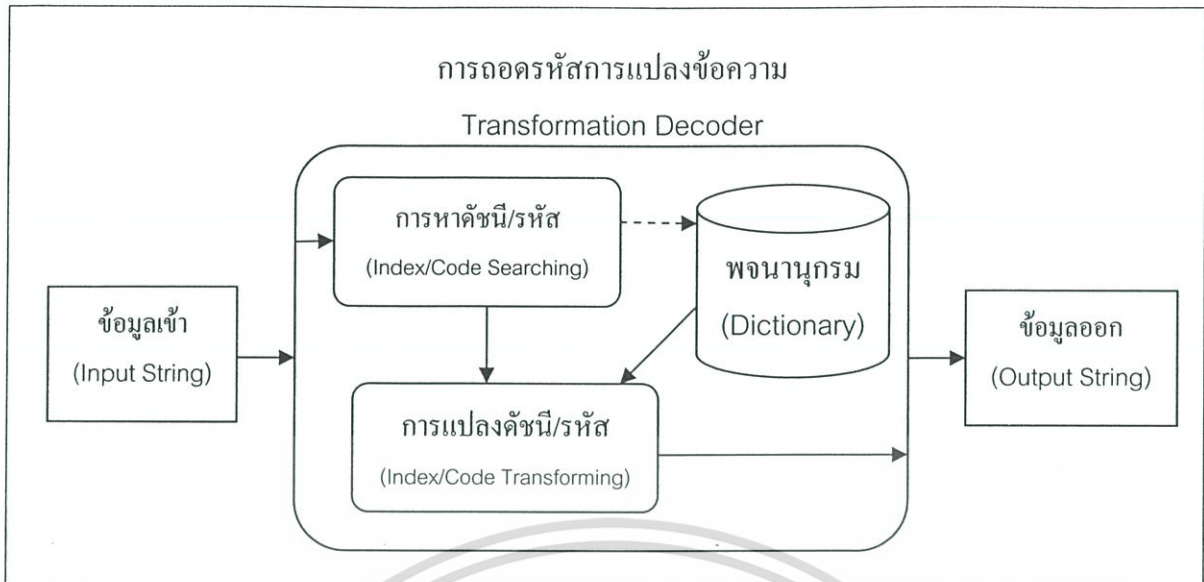 การถอดรหัสการแปลงข้อความ
Transformation Decoder
การหาดัชนี/รหัส
(Index/Code Searching)
พจนานุกรม
(Dictionary)
ข้อมูลเข้า
(Input String)
ข้อมูลออก
(Output String)
การแปลงดัชนี/รหัส
(Index/Code Transforming)